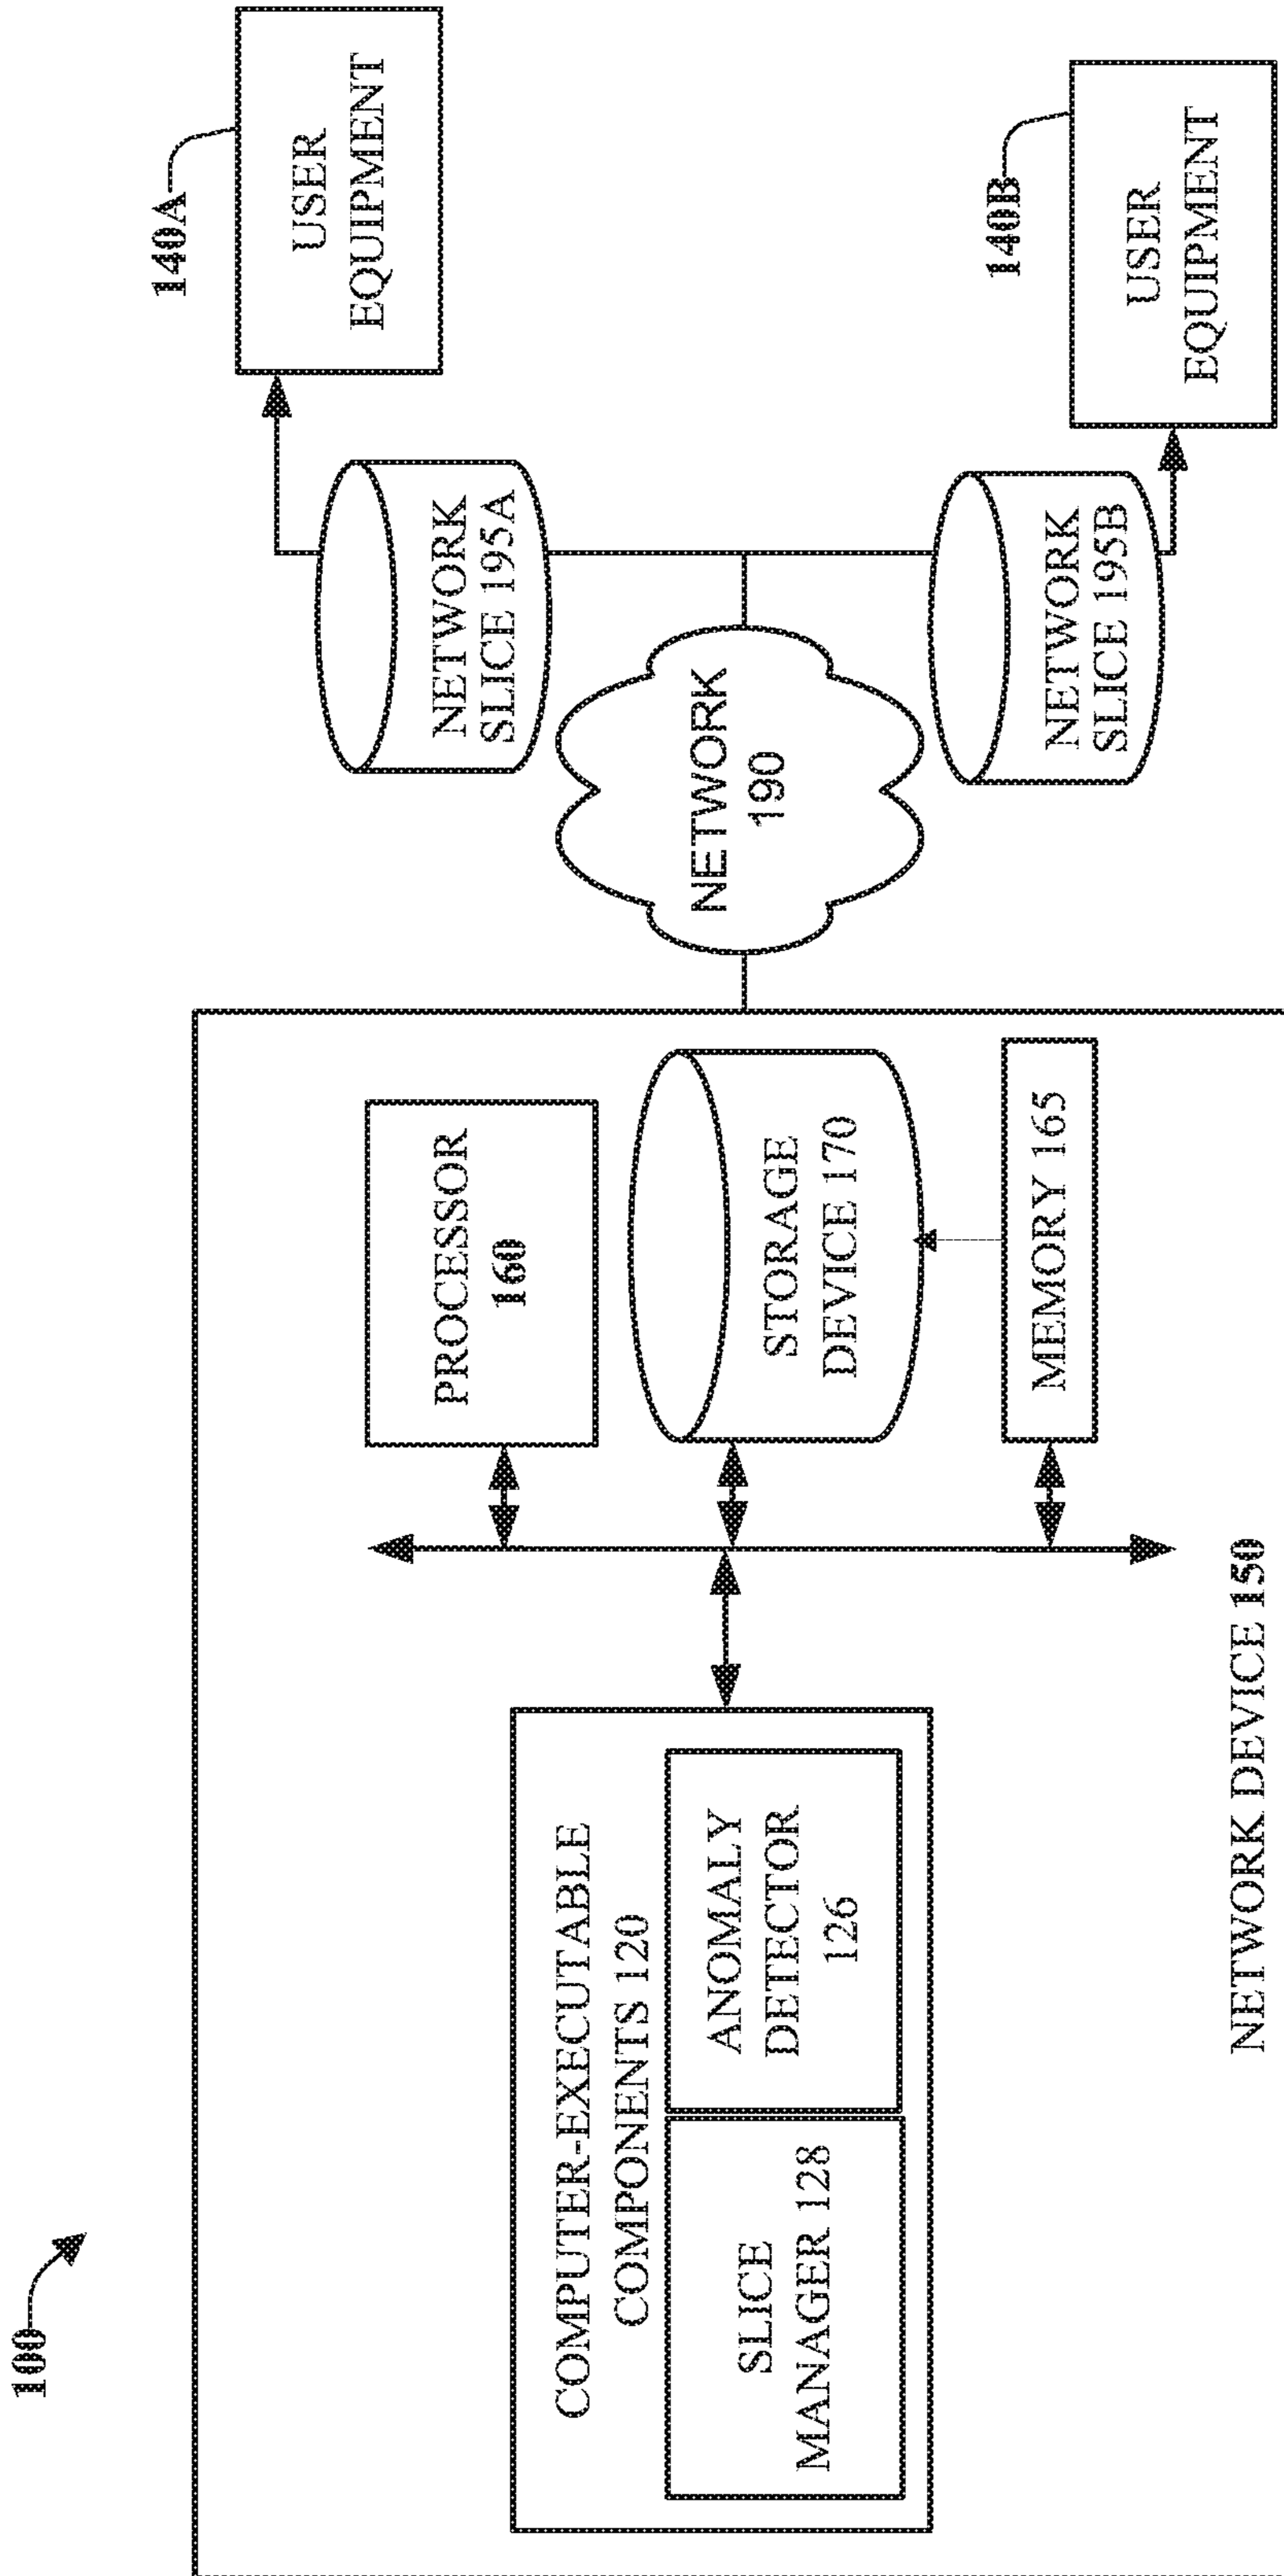 100
COMPUTER-EXECUTABLE
COMPONENTS 120
SLICE
MANAGER 128
ANOMALY
DETECTOR
126
PROCESSOR
160
STORAGE
DEVICE 170
MEMORY 165
NETWORK DEVICE 150
NETWORK
190
NETWORK
SLICE 195A
NETWORK
SLICE 195B
140A
USER
EQUIPMENT
140B
USER
EQUIPMENT